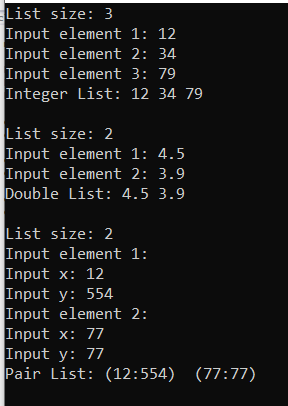 List size: 3
Input element 1: 12
Input element 2: 34
Input element 3: 79
Integer List: 12 34 79
List size: 2
Input element 1: 4.5
Input element 2: 3.9
Double List: 4.5 3.9
List size: 2
Input element 1:
Input x: 12
Input y: 554
Input element 2:
Input x: 77
Input y: 77
Pair List: (12:554)  (77:77)